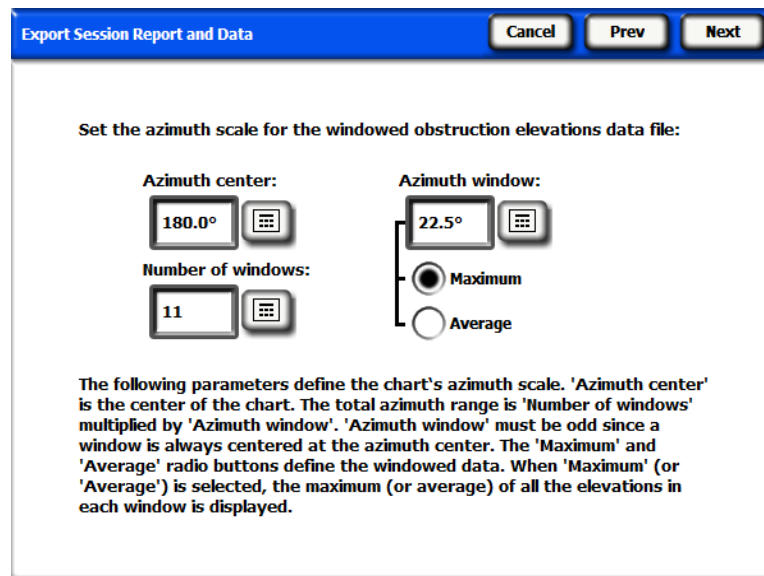 Export Session Report and Data Cancel Prev Next
Set the azimuth scale for the windowed obstruction elevations data file:
Azimuth center: Azimuth window:
180.0° 22.5°
Number of windows: Maximum
11 Average
The following parameters define the chart's azimuth scale. 'Azimuth center'
is the center of the chart. The total azimuth range is 'Number of windows'
multiplied by 'Azimuth window'. 'Azimuth window' must be odd since a
window is always centered at the azimuth center. The 'Maximum' and
'Average' radio buttons define the windowed data. When 'Maximum' (or
'Average') is selected, the maximum (or average) of all the elevations in
each window is displayed.